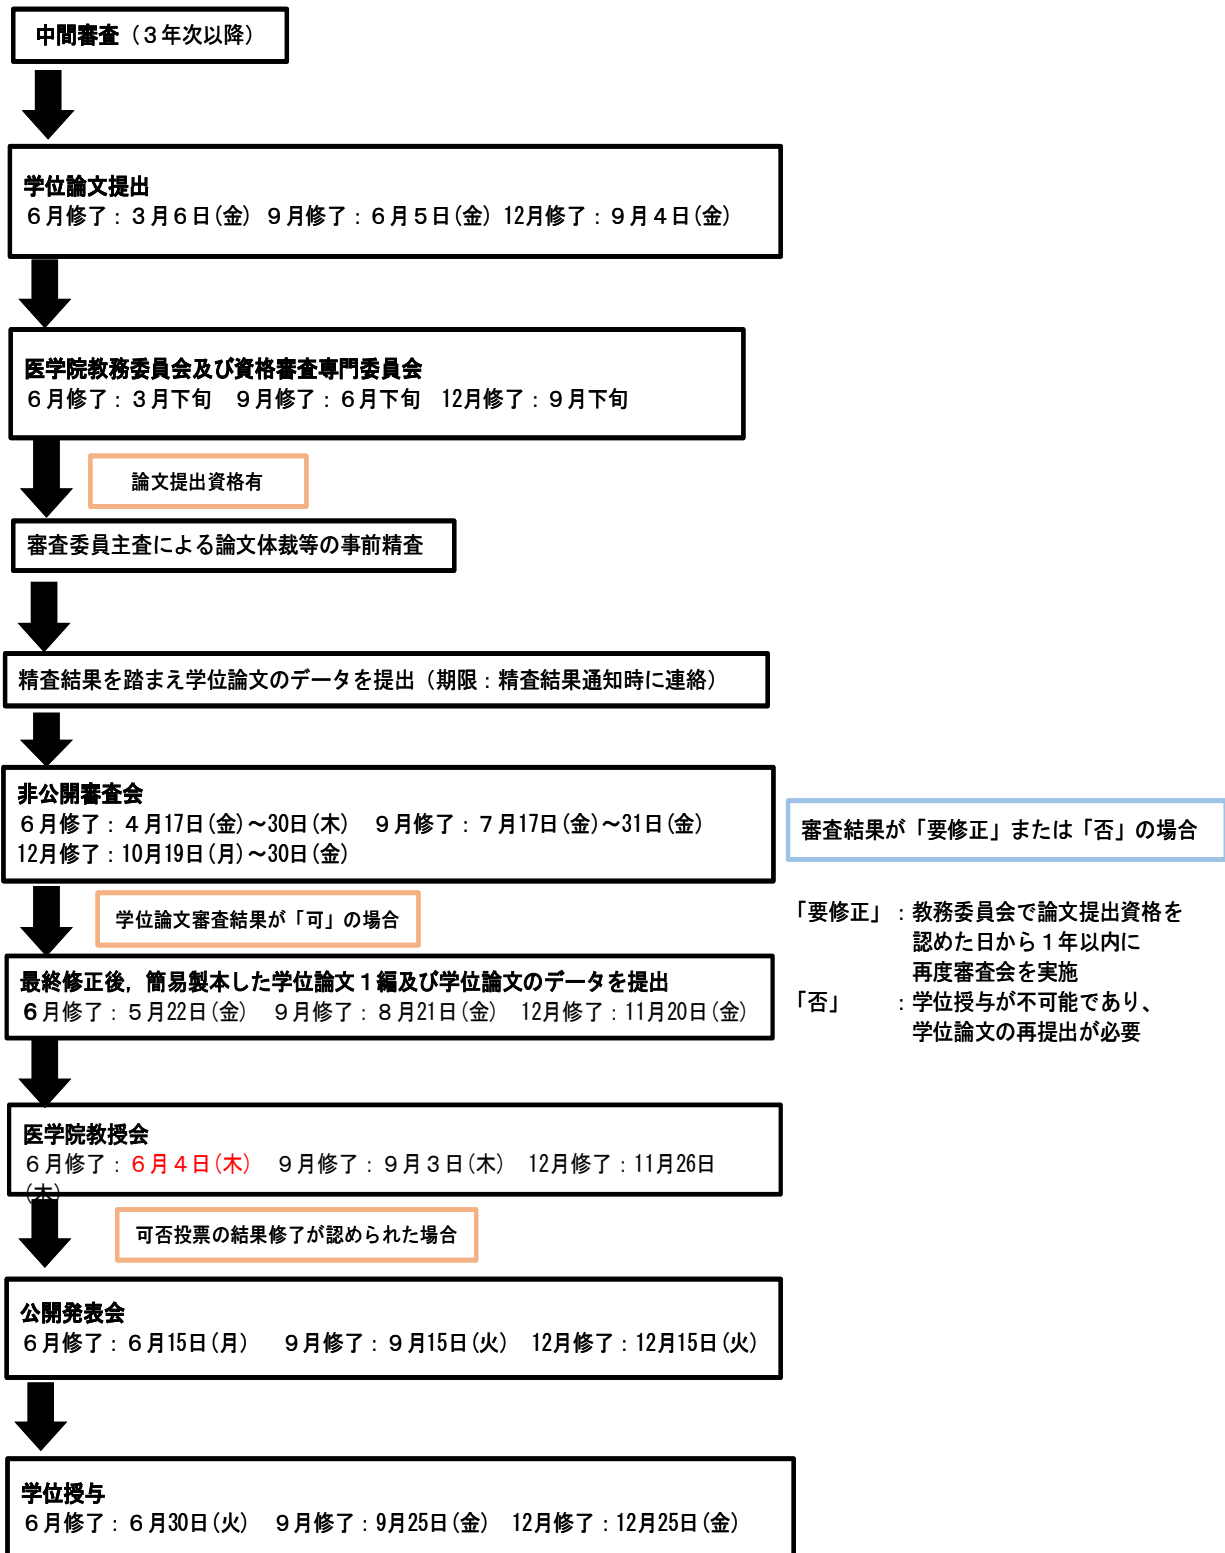 中間審査（３年次以降）
学位論文提出
６月修了：３月６日(金) ９月修了：６月５日(金) 12月修了：９月４日(金)
医学院教務委員会及び資格審査専門委員会
６月修了：３月下旬　９月修了：６月下旬　12月修了：９月下旬
論文提出資格有
審査委員主査による論文体裁等の事前精査
精査結果を踏まえ学位論文のデータを提出（期限：精査結果通知時に連絡）
非公開審査会
６月修了：４月17日(金)～30日(木)　９月修了：７月17日(金)～31日(金)
12月修了：10月19日(月)～30日(金)
審査結果が「要修正」または「否」の場合
学位論文審査結果が「可」の場合
「要修正」：教務委員会で論文提出資格を
認めた日から１年以内に
再度審査会を実施
「否」　　：学位授与が不可能であり、
学位論文の再提出が必要
最終修正後，簡易製本した学位論文１編及び学位論文のデータを提出
６月修了：５月22日(金)　９月修了：８月21日(金)　12月修了：11月20日(金)
医学院教授会
６月修了：６月４日(木)　９月修了：９月３日(木)　12月修了：11月26日
(木)
可否投票の結果修了が認められた場合
公開発表会
６月修了：６月15日(月)　９月修了：９月15日(火)　12月修了：12月15日(火)
学位授与
６月修了：６月30日(火)　９月修了：9月25日(金)　12月修了：12月25日(金)